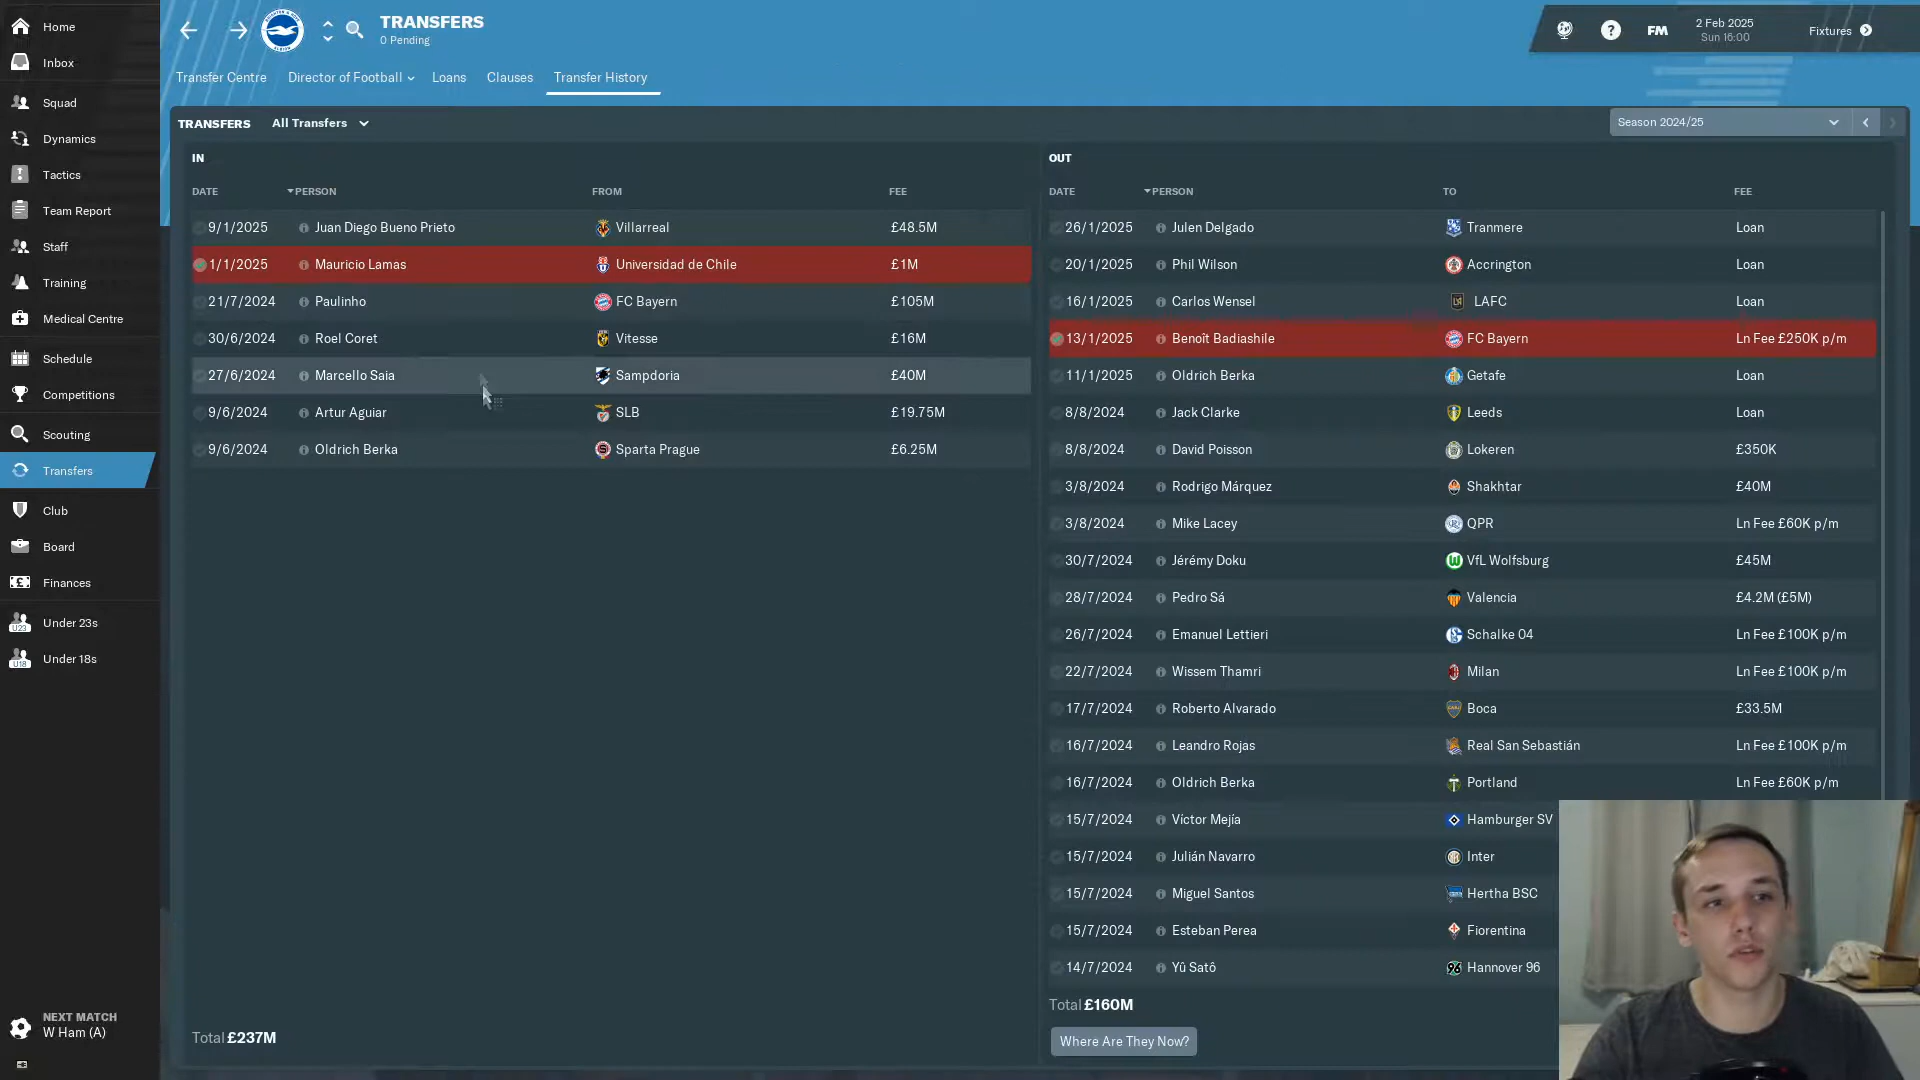 Home
Inbox
Squad
Dynamics
Tactics
Team Report
Staff
Training
Medical Centre
Schedule
Competitions
Scouting
Transfers
Club
Board
Finances
U23 Under 23s
U18 Under 18s
NEXT MATCH
W Ham (A)
TRANSFERS
0 Pending
FM
2 Feb 2025
Sun 16:00
Fixtures
Transfer Centre Director of Football Loans Clauses Transfer History
TRANSFERS All Transfers
Season 2024/25
IN
DATE PERSON FROM FEE
9/1/2025 Juan Diego Bueno Prieto Villarreal £48.5M
1/1/2025 Mauricio Lamas Universidad de Chile £1M
21/7/2024 Paulinho FC Bayern £105M
30/6/2024 Roel Coret Vitesse £16M
27/6/2024 Marcello Saia Sampdoria £40M
9/6/2024 Artur Aguiar SLB £19.75M
9/6/2024 Oldrich Berka Sparta Prague £6.25M
Total £237M
OUT
DATE PERSON TO FEE
26/1/2025 Julen Delgado Tranmere Loan
20/1/2025 Phil Wilson Accrington Loan
16/1/2025 Carlos Wensel LAFC Loan
13/1/2025 Benoît Badiashile FC Bayern Ln Fee £250K p/m
11/1/2025 Oldrich Berka Getafe Loan
8/8/2024 Jack Clarke Leeds Loan
8/8/2024 David Poisson Lokeren £350K
3/8/2024 Rodrigo Márquez Shakhtar £40M
3/8/2024 Mike Lacey QPR Ln Fee £60K p/m
30/7/2024 Jérémy Doku VfL Wolfsburg £45M
28/7/2024 Pedro Sá Valencia £4.2M (£5M)
26/7/2024 Emanuel Lettieri Schalke 04 Ln Fee £100K p/m
22/7/2024 Wissem Thamri Milan Ln Fee £100K p/m
17/7/2024 Roberto Alvarado Boca £33.5M
16/7/2024 Leandro Rojas Real San Sebastián Ln Fee £100K p/m
16/7/2024 Oldrich Berka Portland Ln Fee £60K p/m
15/7/2024 Víctor Mejía Hamburger SV
15/7/2024 Julián Navarro Inter
15/7/2024 Miguel Santos Hertha BSC
15/7/2024 Esteban Perea Fiorentina
14/7/2024 Yû Satô Hannover 96
Total £160M
Where Are They Now?